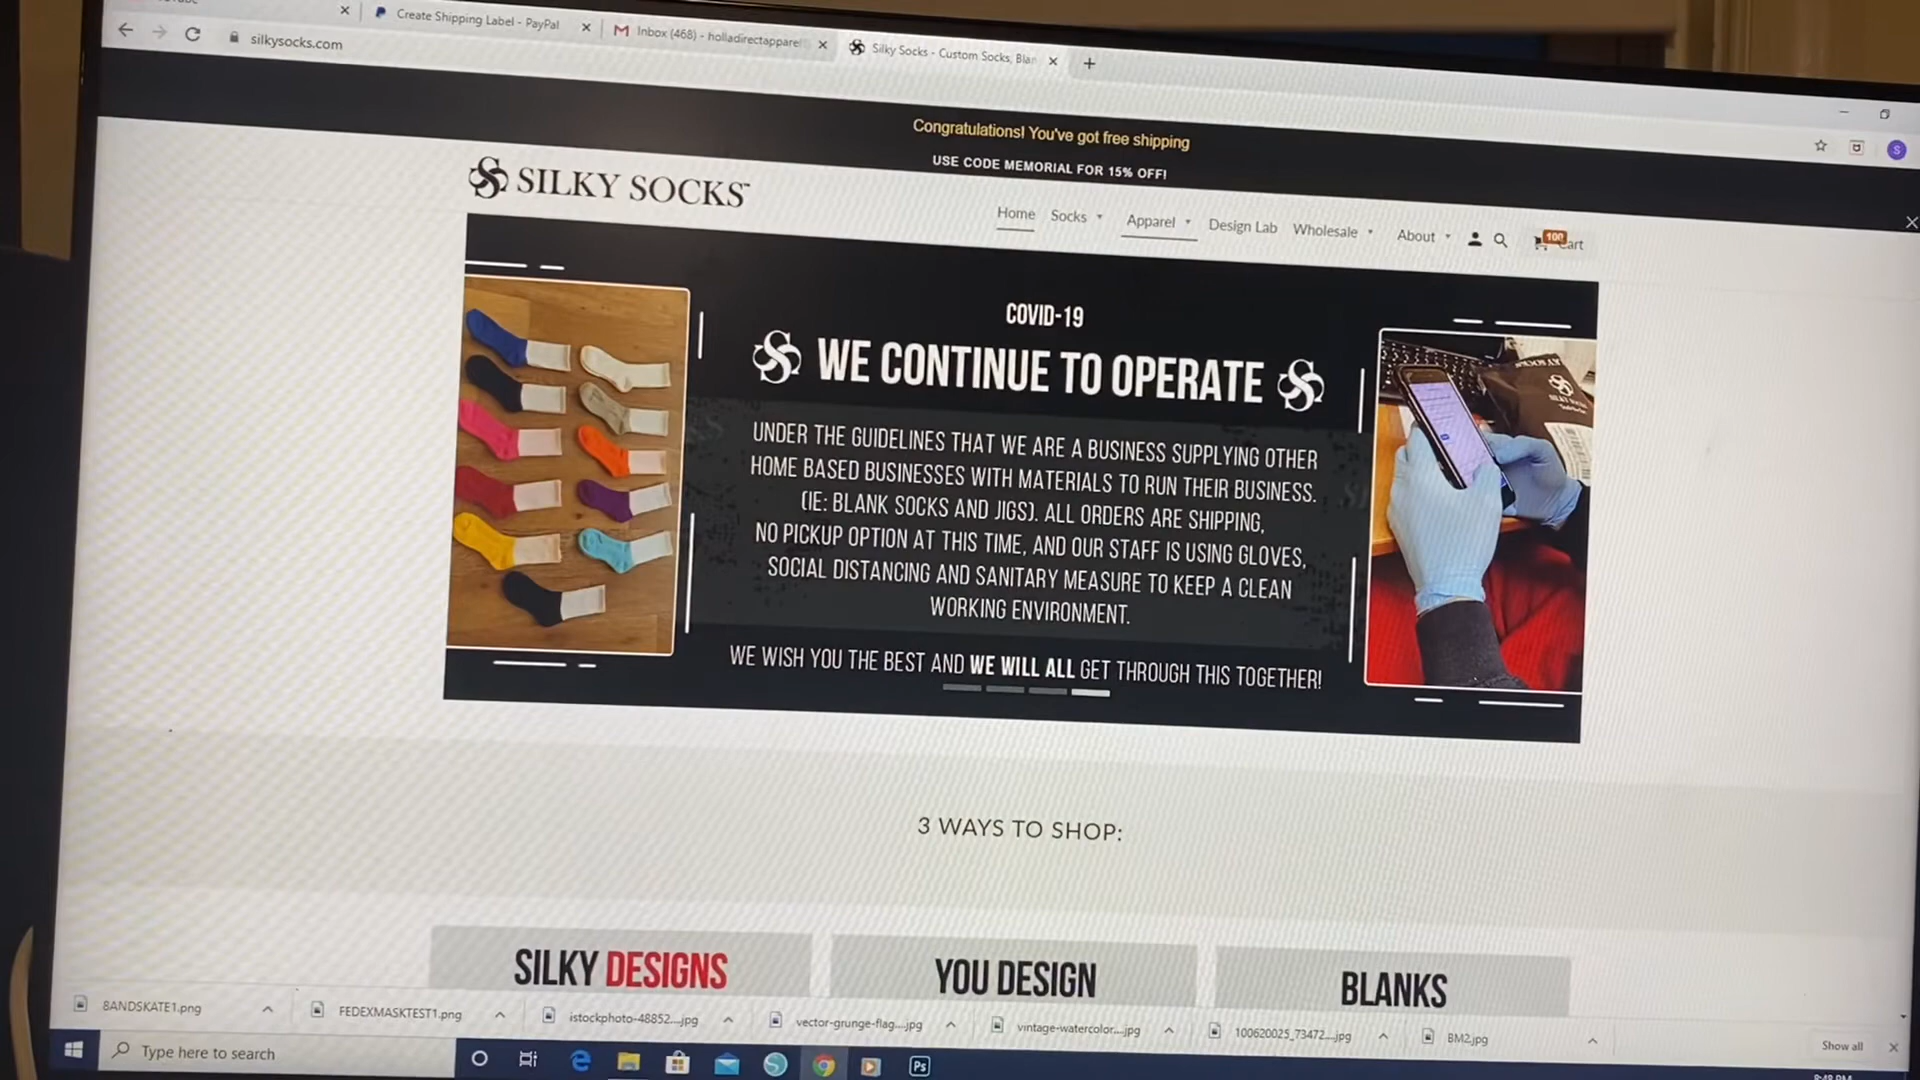 Create Shipping Label - PayPal
Inbox (468) - holladirectapparel
Silky Socks - Custom Socks, Blan
silkysocks.com
Congratulations! You've got free shipping
USE CODE MEMORIAL FOR 15% OFF!
SILKY SOCKS
Home Socks Apparel Design Lab Wholesale About 100 Cart
COVID-19
WE CONTINUE TO OPERATE
UNDER THE GUIDELINES THAT WE ARE A BUSINESS SUPPLYING OTHER
HOME BASED BUSINESSES WITH MATERIALS TO RUN THEIR BUSINESS.
(IE: BLANK SOCKS AND JIGS). ALL ORDERS ARE SHIPPING,
NO PICKUP OPTION AT THIS TIME, AND OUR STAFF IS USING GLOVES,
SOCIAL DISTANCING AND SANITARY MEASURE TO KEEP A CLEAN
WORKING ENVIRONMENT.
WE WISH YOU THE BEST AND WE WILL ALL GET THROUGH THIS TOGETHER!
3 WAYS TO SHOP:
SILKY DESIGNS
YOU DESIGN
BLANKS
8ANDSKATE1.png
FEDEXMASKTEST1.png
istockphoto-48852....jpg
vector-grunge-flag....jpg
vintage-watercolor....jpg
100620025_73472....jpg
BM2.jpg
Show all
Type here to search
Ps